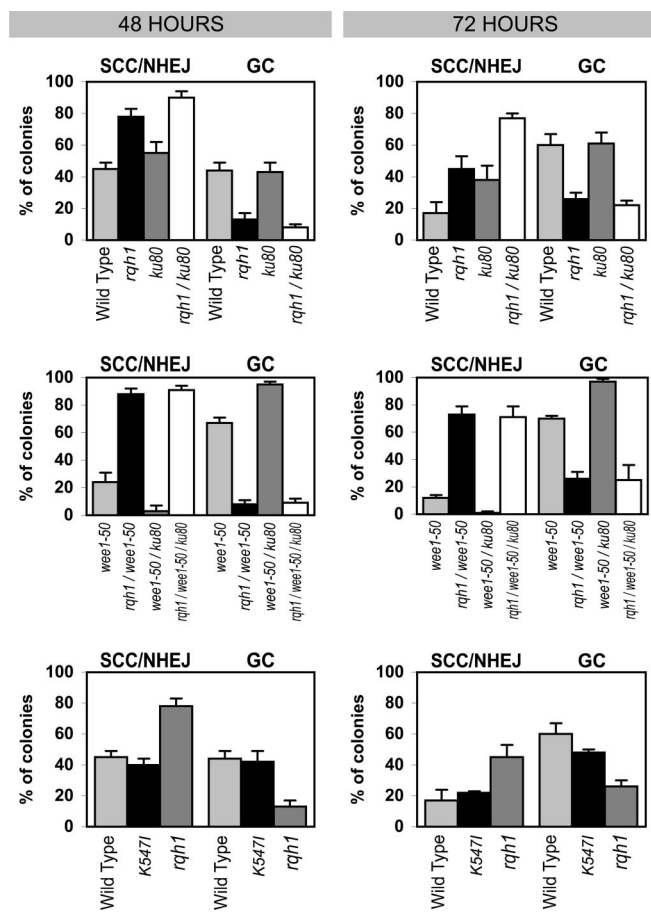 48 HOURS
72 HOURS
SCC/NHEJ GC
% of colonies
100
80
60
40
20
0
Wild Type
rqh1
ku80
rqh1 / ku80
Wild Type
rqh1
ku80
rqh1 / ku80
SCC/NHEJ GC
% of colonies
100
80
60
40
20
0
Wild Type
rqh1
ku80
rqh1 / ku80
Wild Type
rqh1
ku80
rqh1 / ku80
SCC/NHEJ GC
% of colonies
100
80
60
40
20
0
wee1-50
rqh1 / wee1-50
wee1-50 / ku80
rqh1 / wee1-50 / ku80
wee1-50
rqh1 / wee1-50
wee1-50 / ku80
rqh1 / wee1-50 / ku80
SCC/NHEJ GC
% of colonies
100
80
60
40
20
0
wee1-50
rqh1 / wee1-50
wee1-50 / ku80
rqh1 / wee1-50 / ku80
wee1-50
rqh1 / wee1-50
wee1-50 / ku80
rqh1 / wee1-50 / ku80
SCC/NHEJ GC
% of colonies
100
80
60
40
20
0
Wild Type
K547I
rqh1
Wild Type
K547I
rqh1
SCC/NHEJ GC
% of colonies
100
80
60
40
20
0
Wild Type
K547I
rqh1
Wild Type
K547I
rqh1